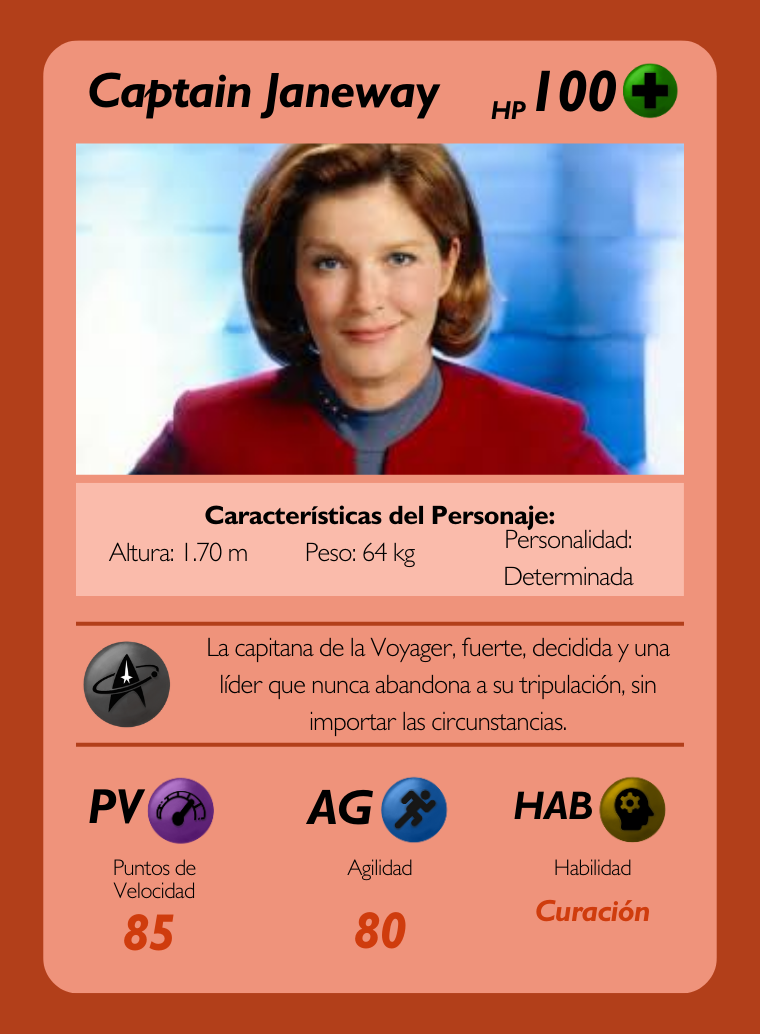 Captain Janeway
HP 100
Características del Personaje:
Altura: 1.70 m
Peso: 64 kg
Personalidad:
Determinada
La capitana de la Voyager, fuerte, decidida y una
líder que nunca abandona a su tripulación, sin
importar las circunstancias.
PV
AG
HAB
Puntos de
Velocidad
Agilidad
Habilidad
85
80
Curación